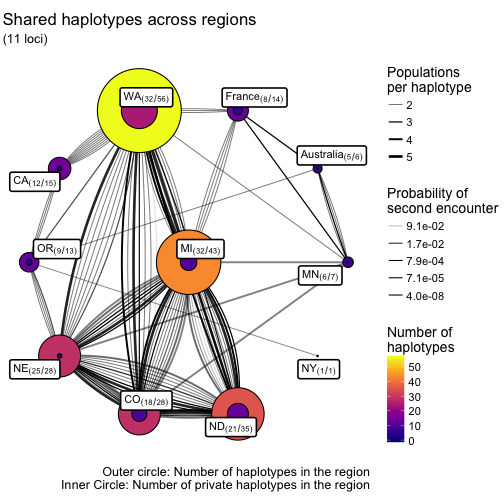 Shared haplotypes across regions
(11 loci)
WA(32/56)
France(8/14)
Australia(5/6)
CA(12/15)
OR(9/13)
MI(32/43)
MN(6/7)
NE(25/28)
NY(1/1)
CO(18/28)
ND(21/35)
Populations
per haplotype
2
3
4
5
Probability of
second encounter
9.1e-02
1.7e-02
7.9e-04
7.1e-05
4.0e-08
Number of
haplotypes
50
40
30
20
10
0
Outer circle: Number of haplotypes in the region
Inner Circle: Number of private haplotypes in the region